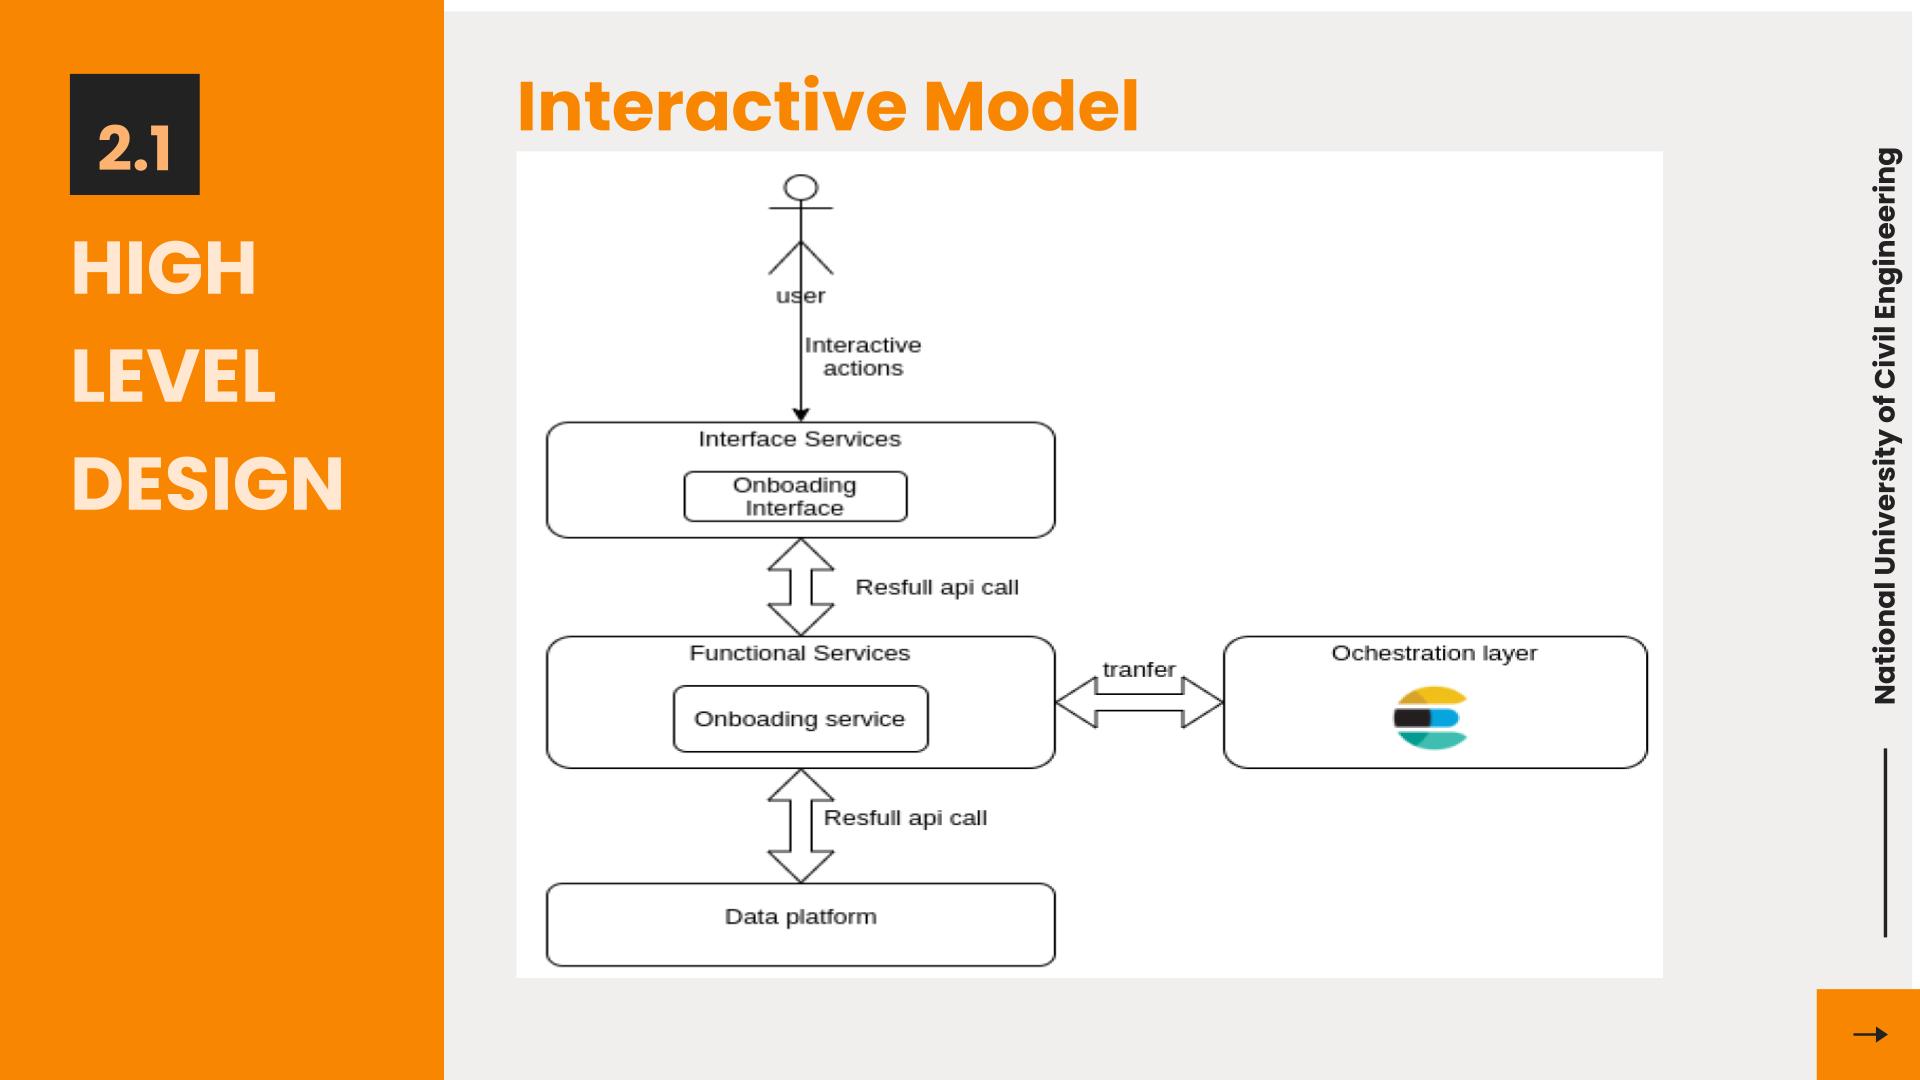 2.1
HIGH
LEVEL
DESIGN
Interactive Model
user
Interactive
actions
Interface Services
Onboading
Interface
Resfull api call
Functional Services
Onboading service
tranfer
Ochestration layer
Resfull api call
Data platform
National University of Civil Engineering